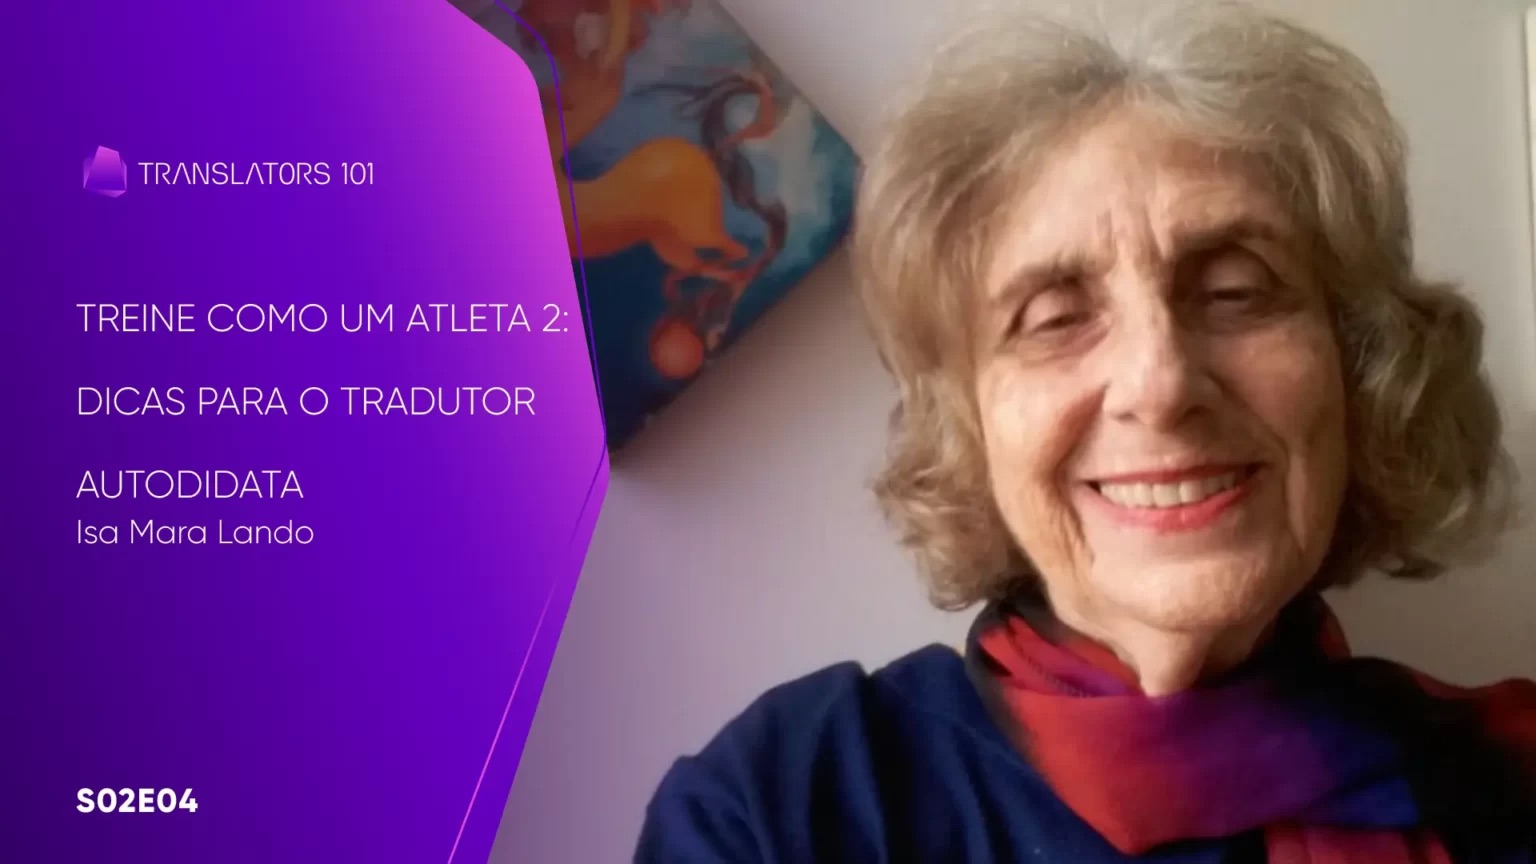 TRANSLATORS 101
TREINE COMO UM ATLETA 2:
DICAS PARA O TRADUTOR
AUTODIDATA
Isa Mara Lando
S02E04